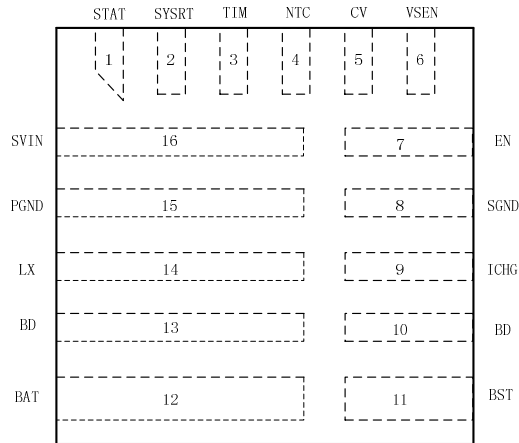 STAT SYSRT TIM NTC CV VSEN
1 2 3 4 5 6
SVIN 16 7 EN
PGND 15 8 SGND
LX 14 9 ICHG
BD 13 10 BD
BAT 12 11 BST